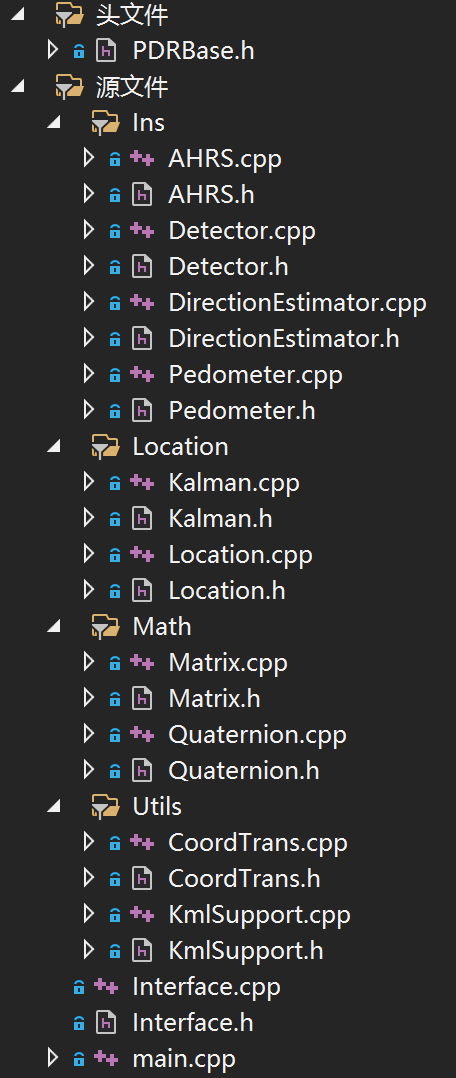 头文件
PDRBase.h
源文件
Ins
AHRS.cpp
AHRS.h
Detector.cpp
Detector.h
DirectionEstimator.cpp
DirectionEstimator.h
Pedometer.cpp
Pedometer.h
Location
Kalman.cpp
Kalman.h
Location.cpp
Location.h
Math
Matrix.cpp
Matrix.h
Quaternion.cpp
Quaternion.h
Utils
CoordTrans.cpp
CoordTrans.h
KmlSupport.cpp
KmlSupport.h
Interface.cpp
Interface.h
main.cpp